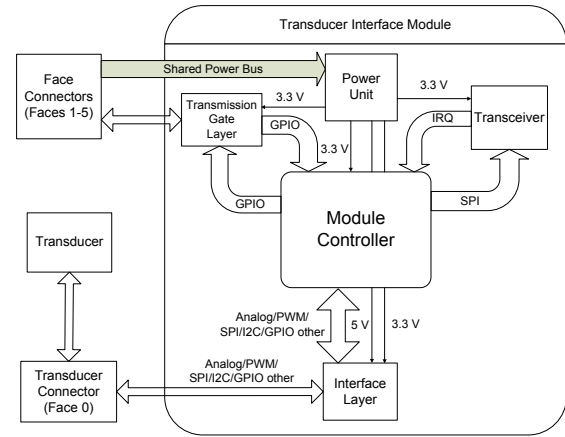 Transducer Interface Module
Shared Power Bus
Face
Connectors
(Faces 1-5)
Power
Unit
3.3 V
3.3 V
Transmission
Gate
Layer
GPIO
3.3 V
IRQ
Transceiver
GPIO
SPI
Module
Controller
Transducer
Analog/PWM/
SPI/I2C/GPIO other
5 V
3.3 V
Analog/PWM/
SPI/I2C/GPIO other
Transducer
Connector
(Face 0)
Interface
Layer